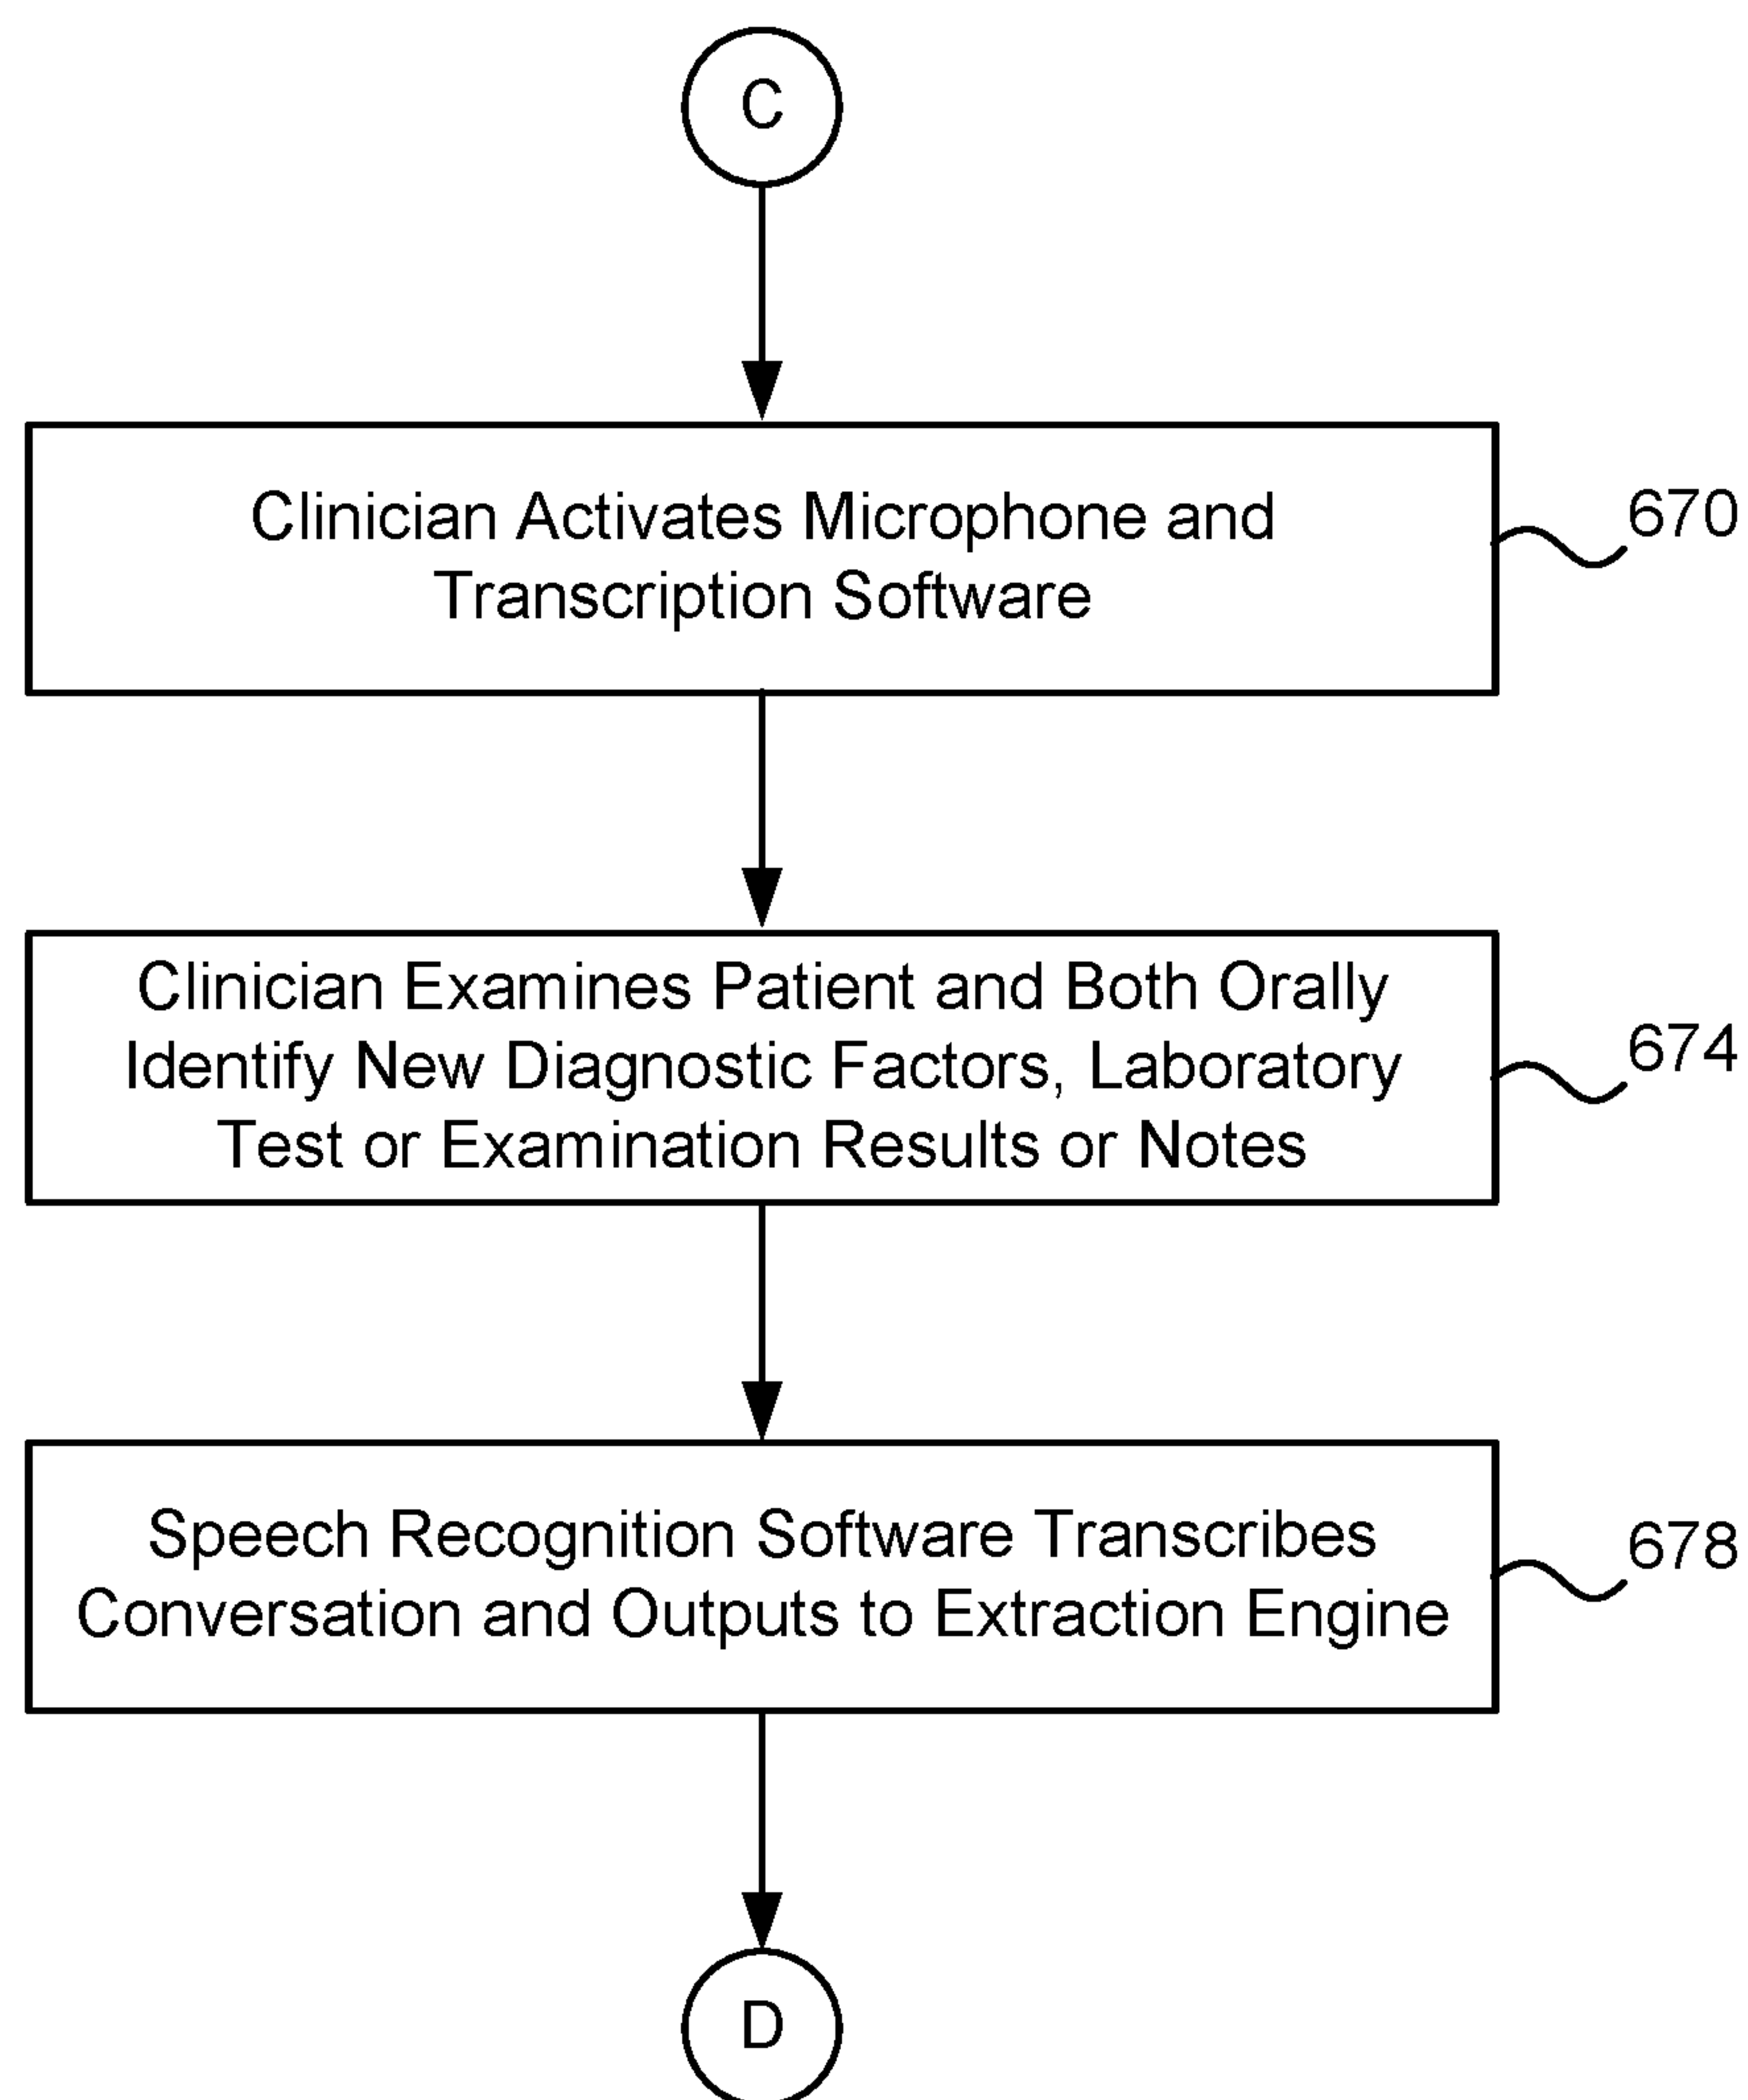 C
Clinician Activates Microphone and
Transcription Software
670
Clinician Examines Patient and Both Orally
Identify New Diagnostic Factors, Laboratory
Test or Examination Results or Notes
674
Speech Recognition Software Transcribes
Conversation and Outputs to Extraction Engine
678
D